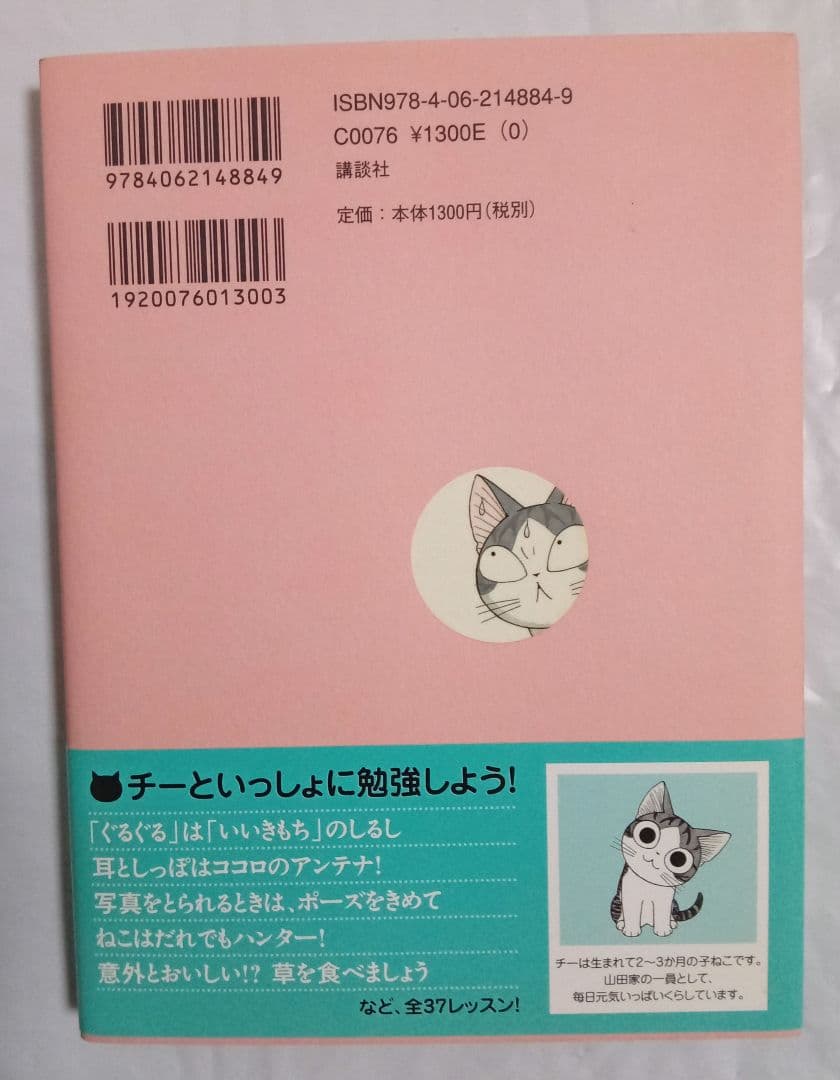 9784062148849
ISBN978-4-06-214884-9
C0076 ¥1300E (0)
講談社
定価：本体1300円(税別)
1920076013003
チーといっしょに勉強しよう!
「ぐるぐる」は「いいきもち」のしるし
耳としっぽはココロのアンテナ!
写真をとられるときは、ポーズをきめて
ねこはだれでもハンター!
意外とおいしい!? 草を食べましょう
など、全37レッスン!
チーは生まれて2〜3か月の子ねこです。
山田家の一員として、
毎日元気いっぱいくらしています。